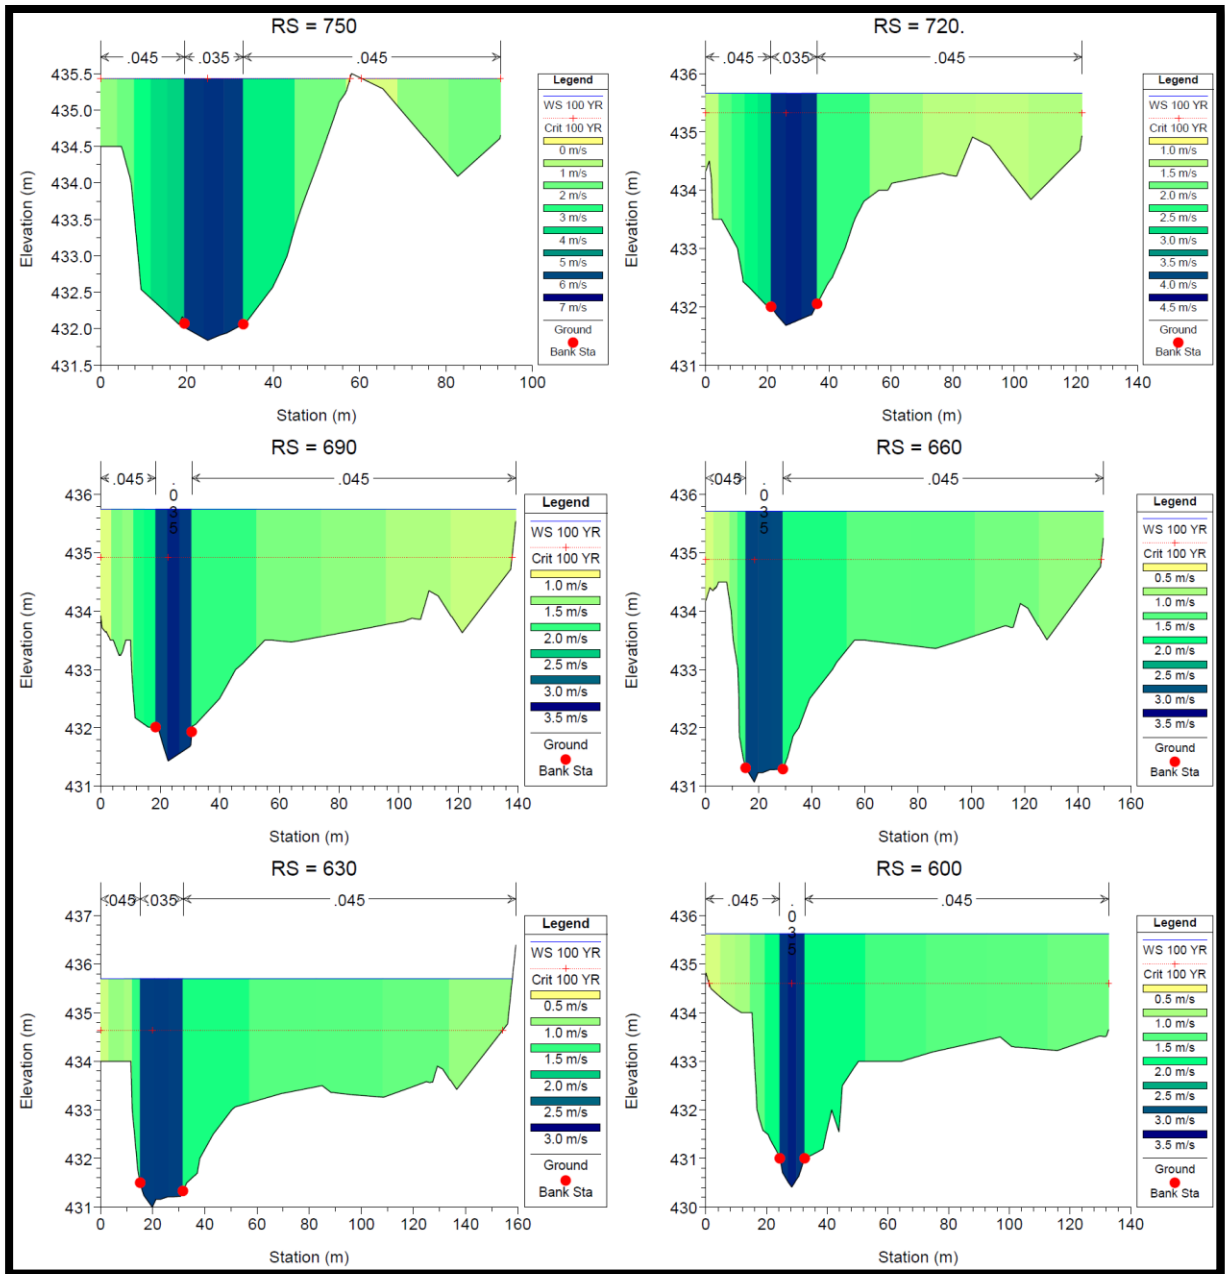 RS = 750
.045 .035 .045
435.5
435.0
434.5
434.0
433.5
433.0
432.5
432.0
431.5
Elevation (m)
0 20 40 60 80 100
Station (m)
Legend
WS 100 YR
Crit 100 YR
0 m/s
1 m/s
2 m/s
3 m/s
4 m/s
5 m/s
6 m/s
7 m/s
Ground
Bank Sta
RS = 720.
.045 .035 .045
436
435
434
433
432
431
Elevation (m)
0 20 40 60 80 100 120 140
Station (m)
Legend
WS 100 YR
Crit 100 YR
1.0 m/s
1.5 m/s
2.0 m/s
2.5 m/s
3.0 m/s
3.5 m/s
4.0 m/s
4.5 m/s
Ground
Bank Sta
RS = 690
.045 .035 .045
436
435
434
433
432
431
Elevation (m)
0 20 40 60 80 100 120 140
Station (m)
Legend
WS 100 YR
Crit 100 YR
1.0 m/s
1.5 m/s
2.0 m/s
2.5 m/s
3.0 m/s
3.5 m/s
Ground
Bank Sta
RS = 660
.045 .035 .045
436
435
434
433
432
431
Elevation (m)
0 20 40 60 80 100 120 140 160
Station (m)
Legend
WS 100 YR
Crit 100 YR
0.5 m/s
1.0 m/s
1.5 m/s
2.0 m/s
2.5 m/s
3.0 m/s
3.5 m/s
Ground
Bank Sta
RS = 630
.045 .035 .045
437
436
435
434
433
432
431
Elevation (m)
0 20 40 60 80 100 120 140 160
Station (m)
Legend
WS 100 YR
Crit 100 YR
0.5 m/s
1.0 m/s
1.5 m/s
2.0 m/s
2.5 m/s
3.0 m/s
Ground
Bank Sta
RS = 600
.045 .035 .045
436
435
434
433
432
431
430
Elevation (m)
0 20 40 60 80 100 120 140
Station (m)
Legend
WS 100 YR
Crit 100 YR
0.5 m/s
1.0 m/s
1.5 m/s
2.0 m/s
2.5 m/s
3.0 m/s
3.5 m/s
Ground
Bank Sta